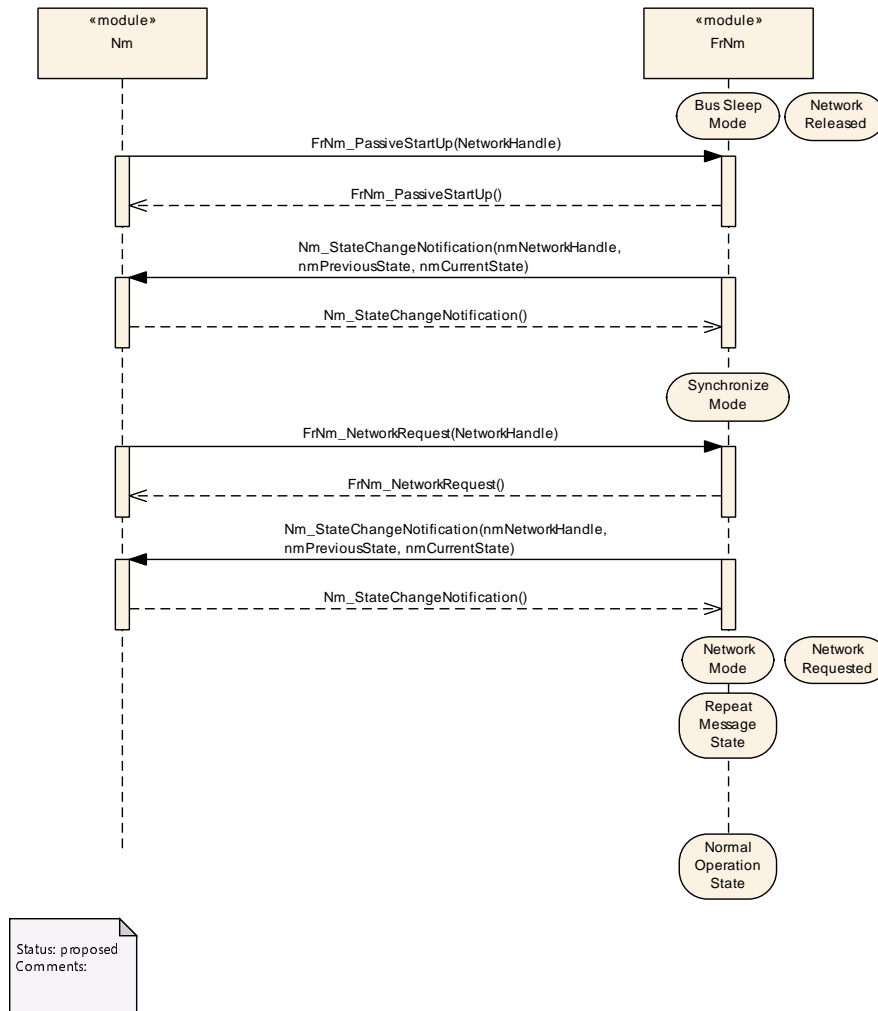 «module»
Nm
«module»
FrNm
Bus Sleep
Mode
Network
Released
FrNm_PassiveStartUp(NetworkHandle)
FrNm_PassiveStartUp()
Nm_StateChangeNotification(nmNetworkHandle,
nmPreviousState, nmCurrentState)
Nm_StateChangeNotification()
Synchronize
Mode
FrNm_NetworkRequest(NetworkHandle)
FrNm_NetworkRequest()
Nm_StateChangeNotification(nmNetworkHandle,
nmPreviousState, nmCurrentState)
Nm_StateChangeNotification()
Network
Mode
Network
Requested
Repeat
Message
State
Normal
Operation
State
Status: proposed
Comments: